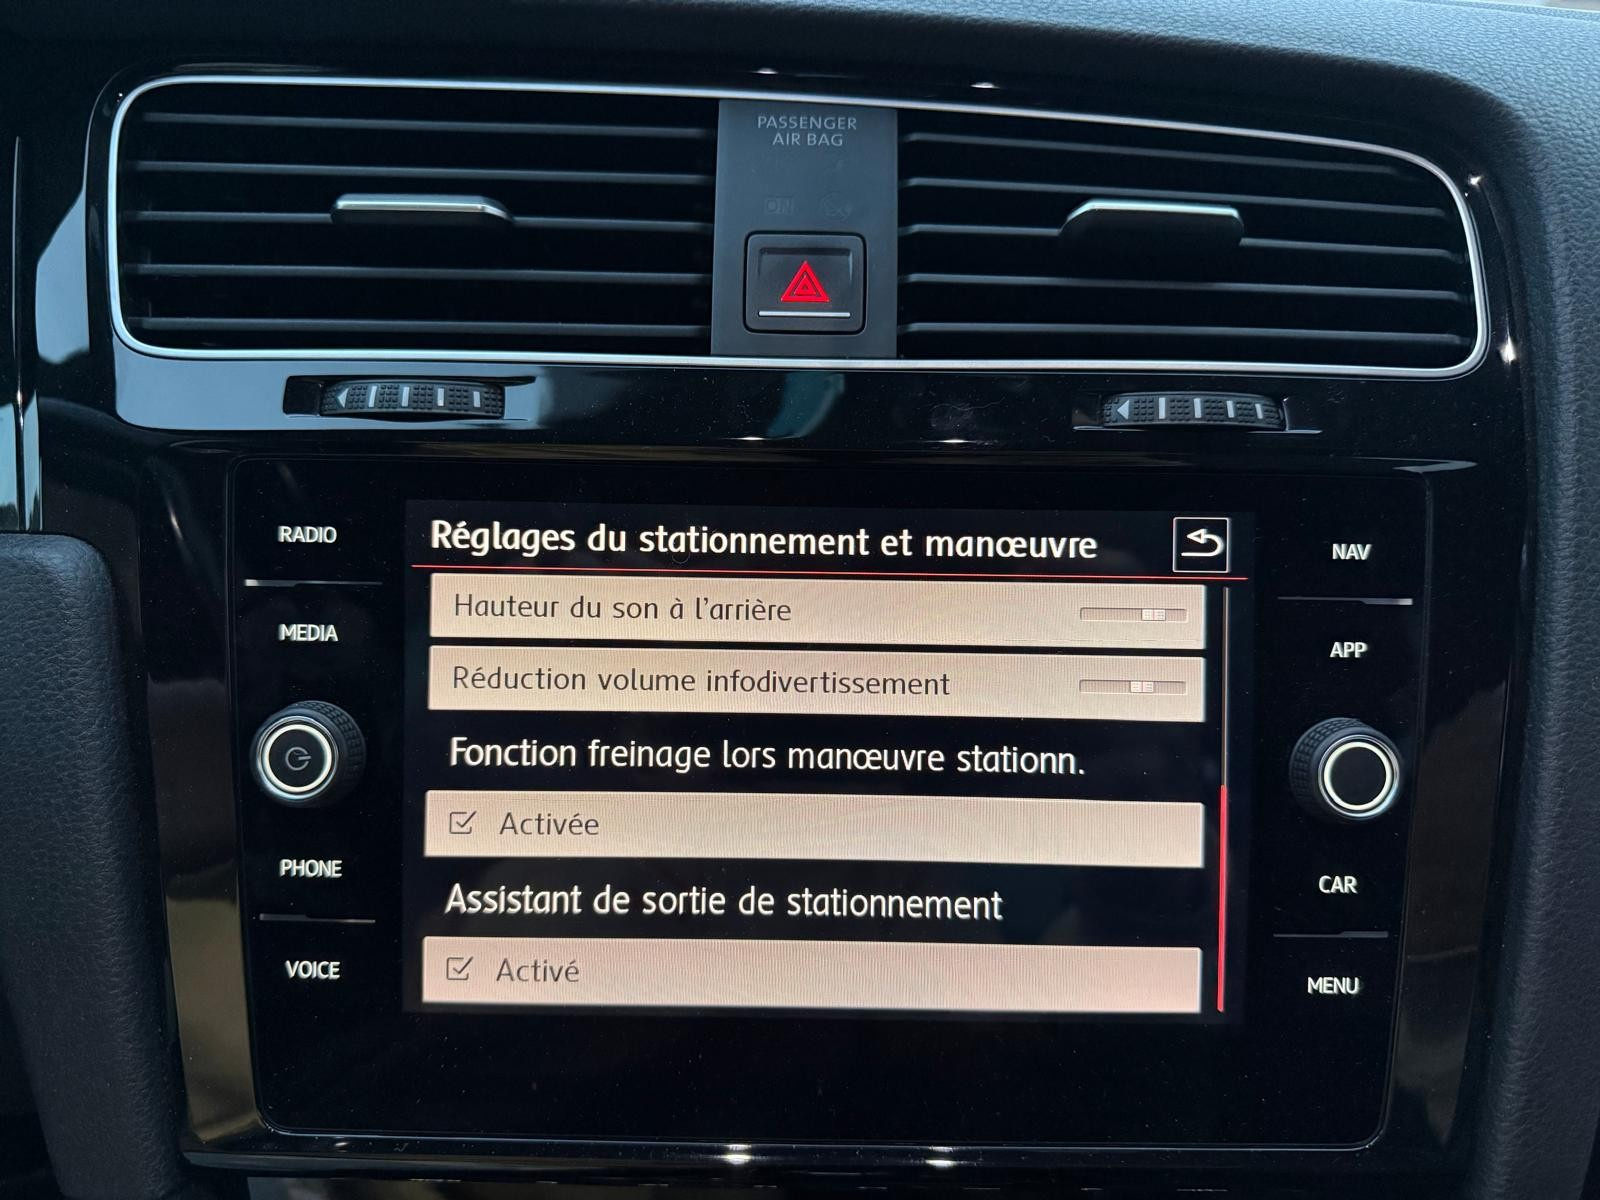 PASSENGER
AIR BAG
ON
RADIO
MEDIA
PHONE
VOICE
Réglages du stationnement et manœuvre
Hauteur du son à l'arrière
Réduction volume infodivertissement
Fonction freinage lors manœuvre stationn.
Activée
Assistant de sortie de stationnement
Activé
NAV
APP
CAR
MENU